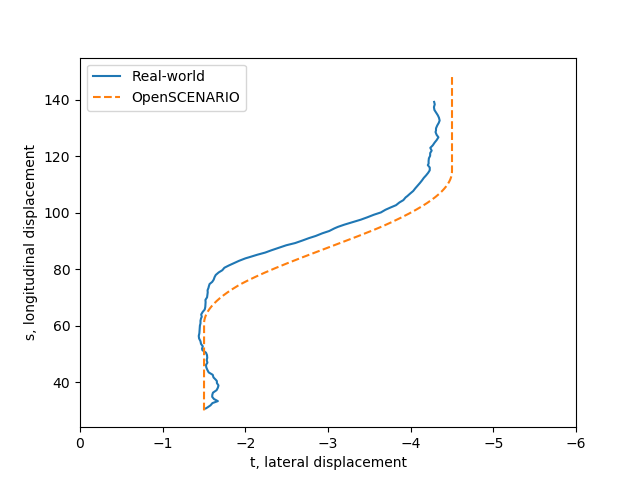 Real-world
OpenSCENARIO
140
120
100
80
60
40
0 −1 −2 −3 −4 −5 −6
s, longitudinal displacement
t, lateral displacement